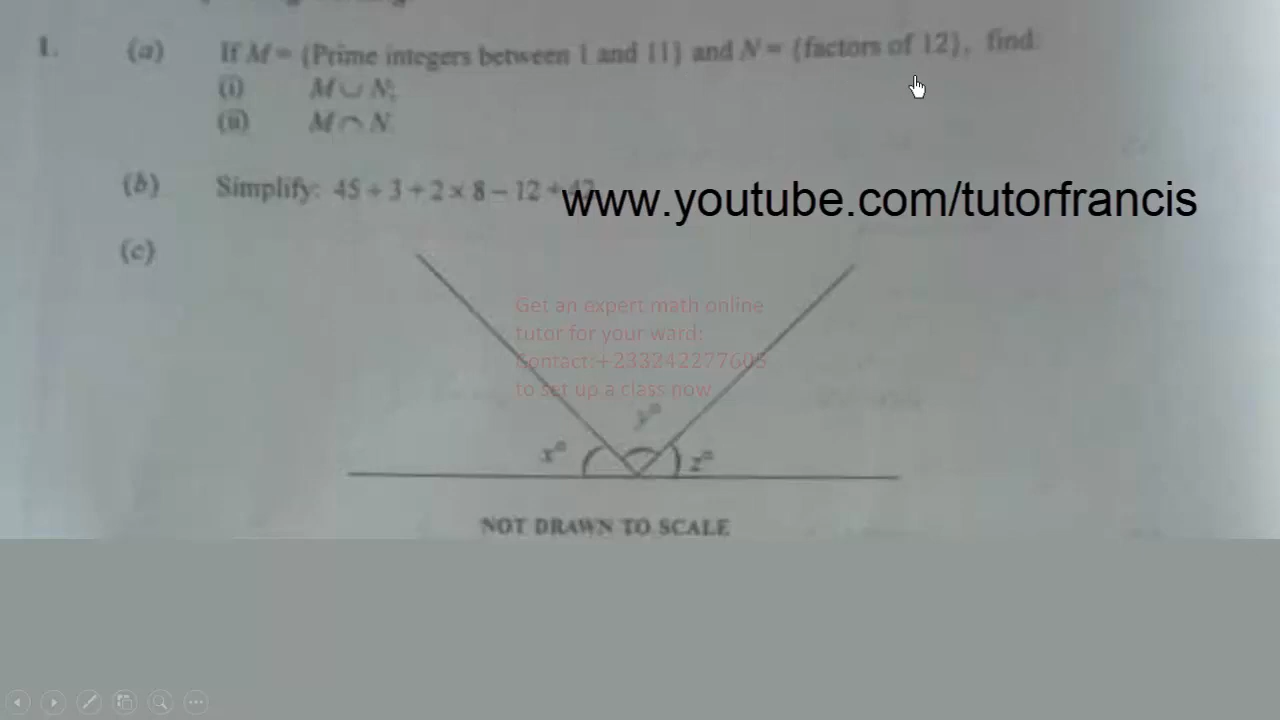 1. (a) If M = {Prime integers between 1 and 11} and N = {factors of 12}, find:
(i) M ∪ N;
(ii) M ∩ N.
(b) Simplify: 45 ÷ 3 + 2 × 8 – 12 +
www.youtube.com/tutorfrancis
(c)
Get an expert math online
tutor for your ward:
Contact:+233242277605
to set up a class now
y°
x° z°
NOT DRAWN TO SCALE